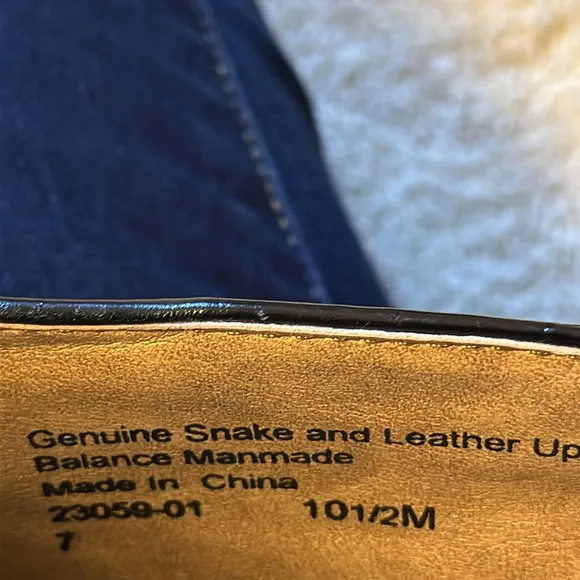 Genuine Snake and Leather Up
Balance Manmade
Made In China
23059-01 101/2M
7